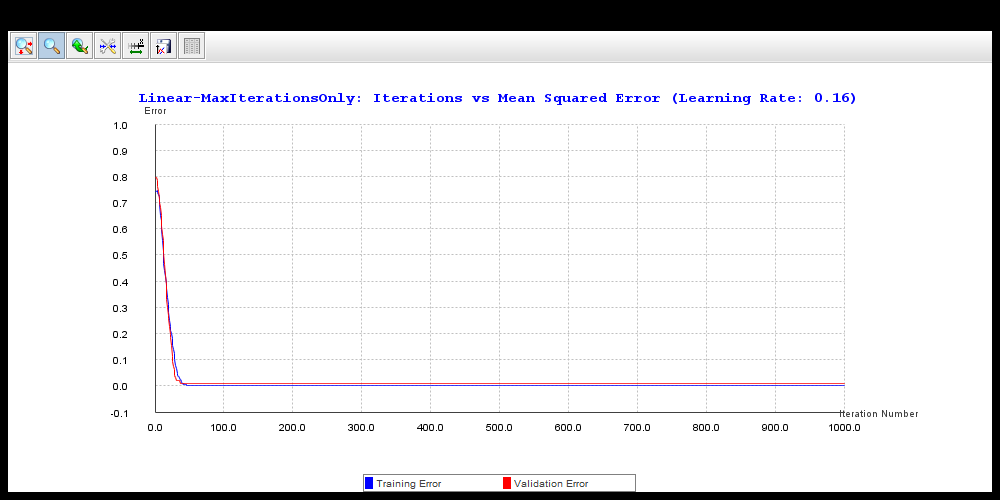 Linear-MaxIterationsOnly: Iterations vs Mean Squared Error (Learning Rate: 0.16)
Error
1.0
0.9
0.8
0.7
0.6
0.5
0.4
0.3
0.2
0.1
0.0
-0.1
Iteration Number
0.0 100.0 200.0 300.0 400.0 500.0 600.0 700.0 800.0 900.0 1000.0
Training Error Validation Error